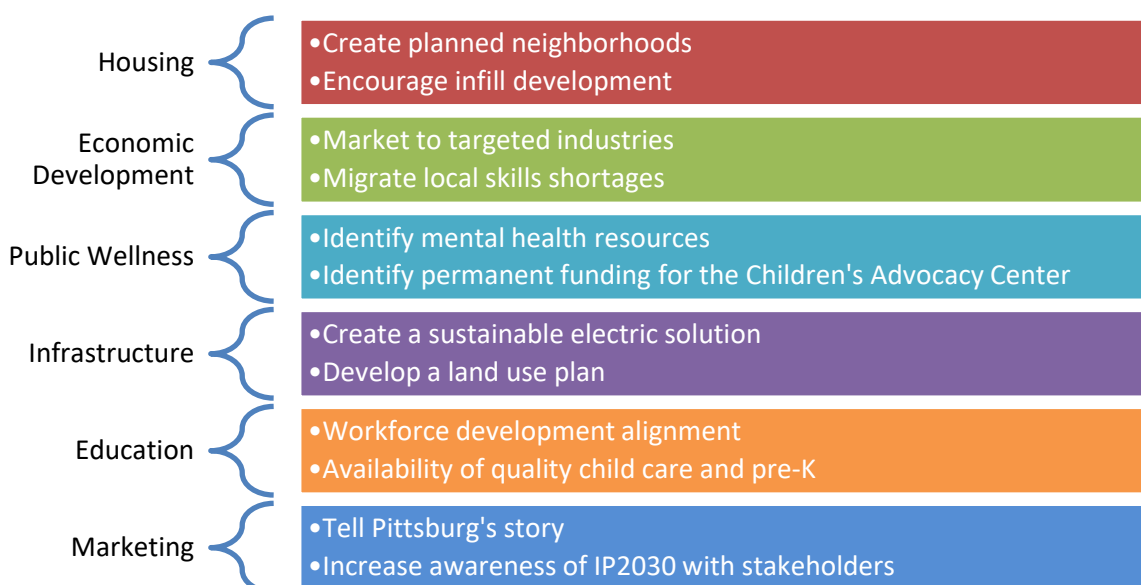 Housing
•Create planned neighborhoods
•Encourage infill development
Economic
Development
•Market to targeted industries
•Migrate local skills shortages
Public Wellness
•Identify mental health resources
•Identify permanent funding for the Children's Advocacy Center
Infrastructure
•Create a sustainable electric solution
•Develop a land use plan
Education
•Workforce development alignment
•Availability of quality child care and pre-K
Marketing
•Tell Pittsburg's story
•Increase awareness of IP2030 with stakeholders